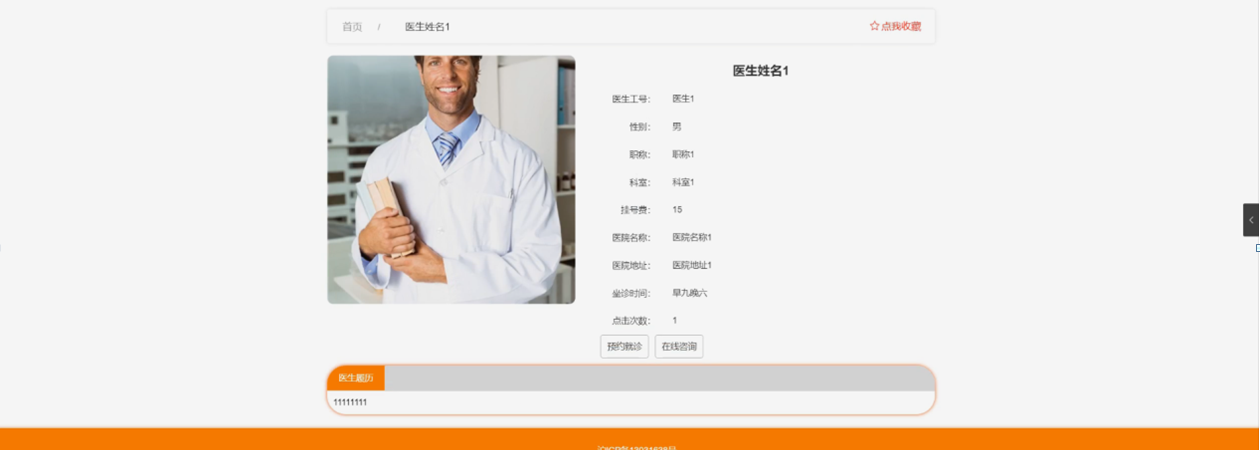 首页 / 医生姓名1 ☆点我收藏
医生姓名1
医生工号： 医生1
性别： 男
职称： 职称1
科室： 科室1
挂号费： 15
医院名称： 医院名称1
医院地址： 医院地址1
坐诊时间： 早九晚六
点击次数： 1
预约就诊 在线咨询
医生履历
11111111